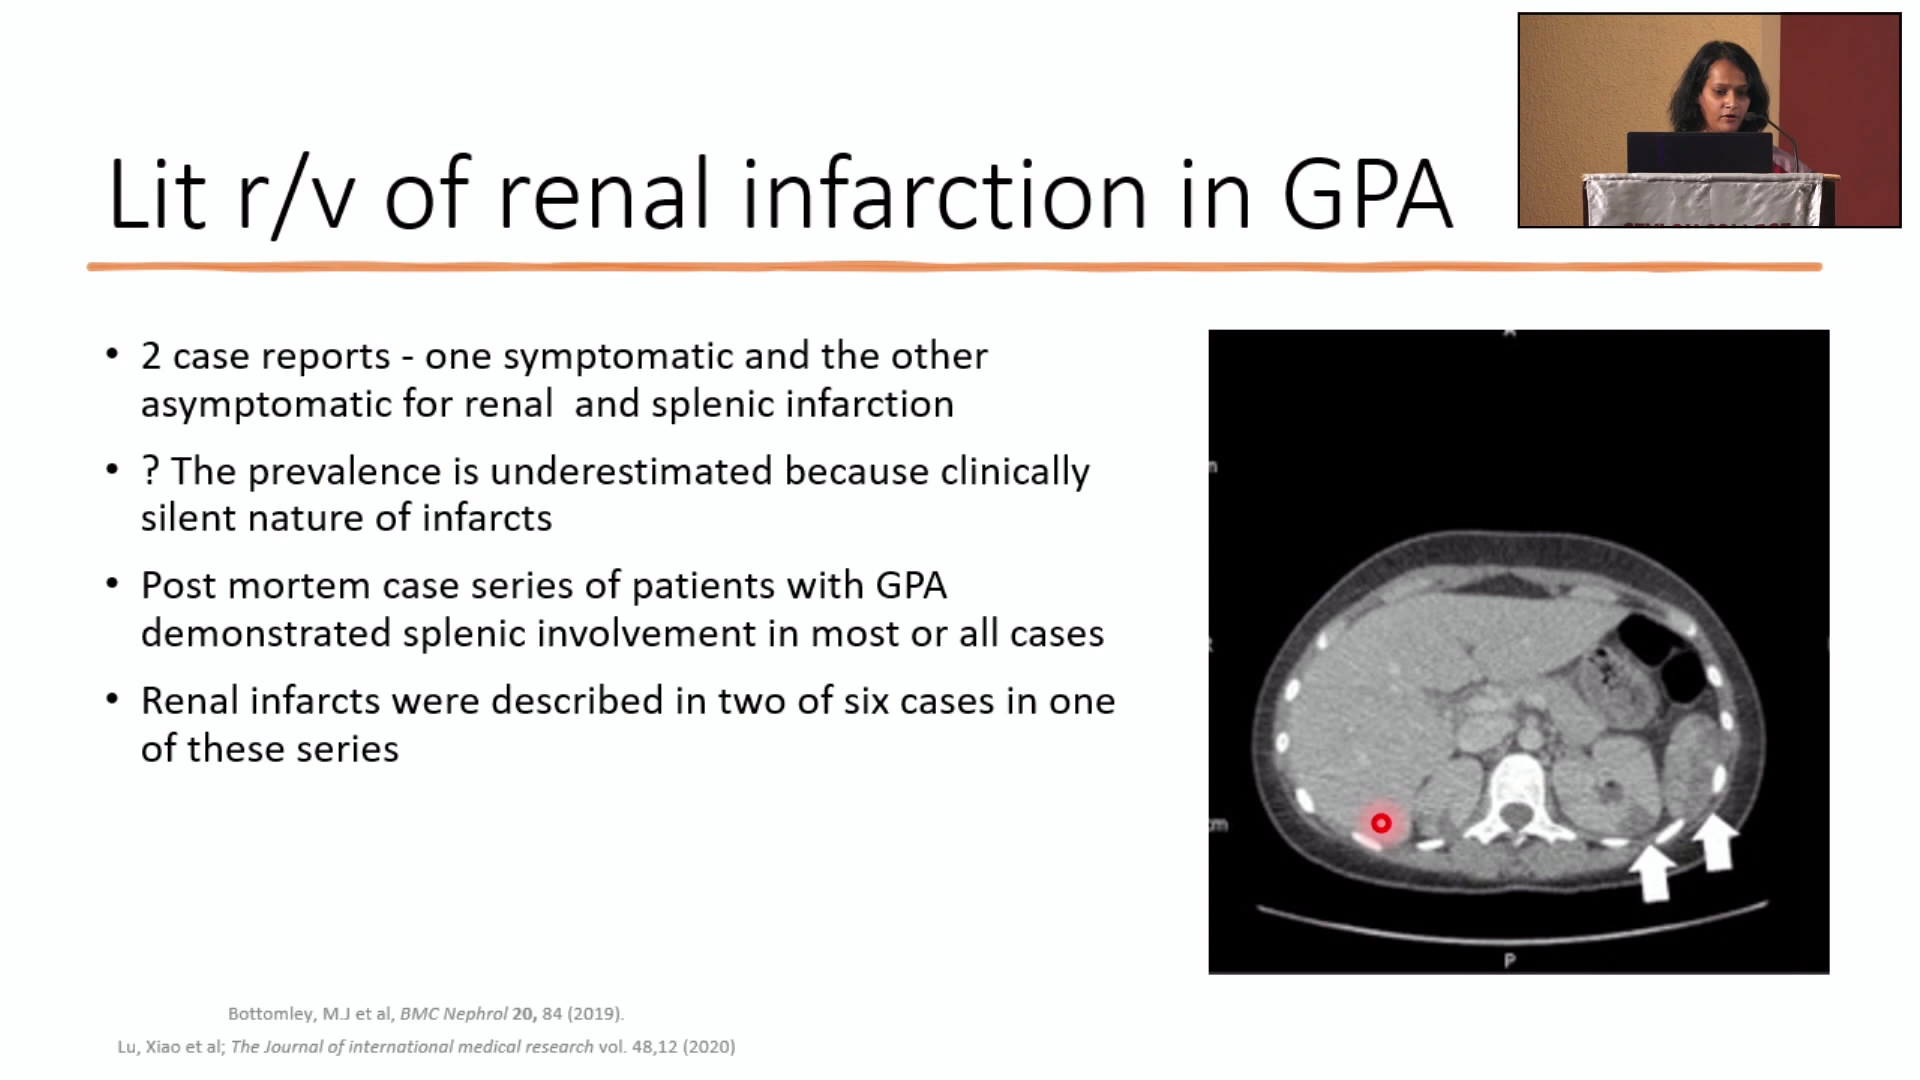 Lit r/v of renal infarction in GPA
• 2 case reports - one symptomatic and the other
asymptomatic for renal and splenic infarction
• ? The prevalence is underestimated because clinically
silent nature of infarcts
• Post mortem case series of patients with GPA
demonstrated splenic involvement in most or all cases
• Renal infarcts were described in two of six cases in one
of these series
cm
P
Bottomley, M.J et al, BMC Nephrol 20, 84 (2019).
Lu, Xiao et al; The Journal of international medical research vol. 48,12 (2020)